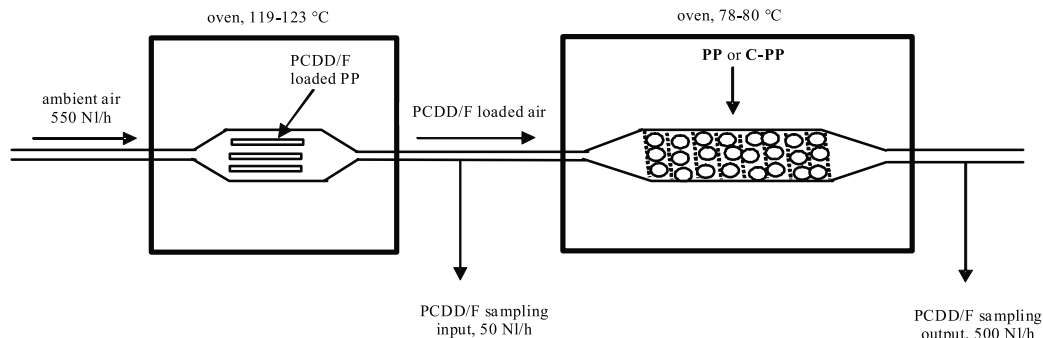 oven, 119-123 °C
oven, 78-80 °C
PCDD/F
loaded PP
PP or C-PP
ambient air
550 Nl/h
PCDD/F loaded air
PCDD/F sampling
input, 50 Nl/h
PCDD/F sampling
output, 500 Nl/h